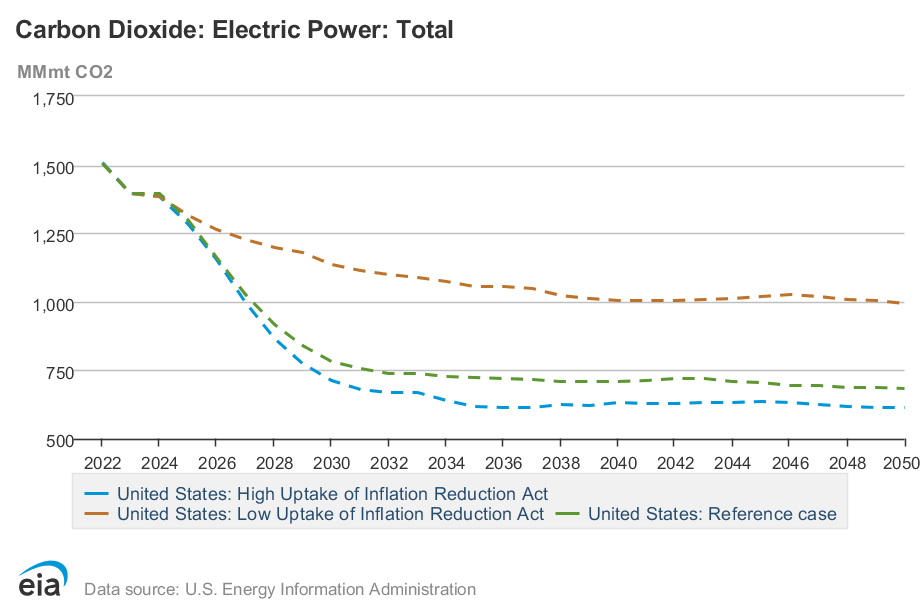 Carbon Dioxide: Electric Power: Total
MMmt CO2
1,750
1,500
1,250
1,000
750
500
2022 2024 2026 2028 2030 2032 2034 2036 2038 2040 2042 2044 2046 2048 2050
United States: High Uptake of Inflation Reduction Act
United States: Low Uptake of Inflation Reduction Act United States: Reference case
eia Data source: U.S. Energy Information Administration